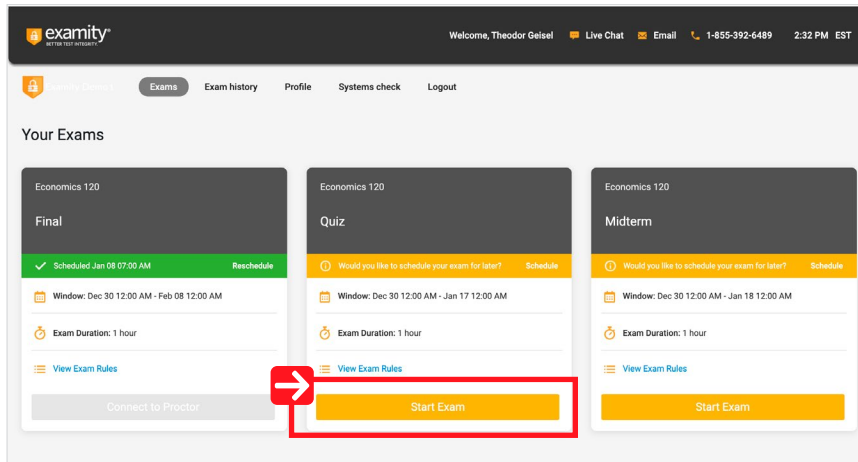 examity®
BETTER TEST INTEGRITY
Welcome, Theodor Geisel Live Chat Email 1-855-392-6489 2:32 PM EST
Examity Connect Exams Exam history Profile Systems check Logout
Your Exams
Economics 120
Final
Scheduled Jan 08 07:00 AM Reschedule
Window: Dec 30 12:00 AM - Feb 08 12:00 AM
Exam Duration: 1 hour
View Exam Rules
Connect to Proctor
Economics 120
Quiz
Would you like to schedule your exam for later? Schedule
Window: Dec 30 12:00 AM - Jan 17 12:00 AM
Exam Duration: 1 hour
View Exam Rules
Start Exam
Economics 120
Midterm
Would you like to schedule your exam for later? Schedule
Window: Dec 30 12:00 AM - Jan 18 12:00 AM
Exam Duration: 1 hour
View Exam Rules
Start Exam